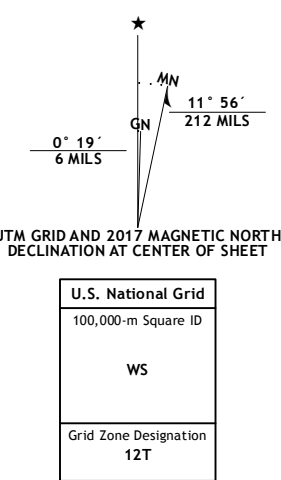 ★
MN
GN
11° 56´
212 MILS
0° 19´
6 MILS
UTM GRID AND 2017 MAGNETIC NORTH
DECLINATION AT CENTER OF SHEET
U.S. National Grid
100,000-m Square ID
WS
Grid Zone Designation
12T